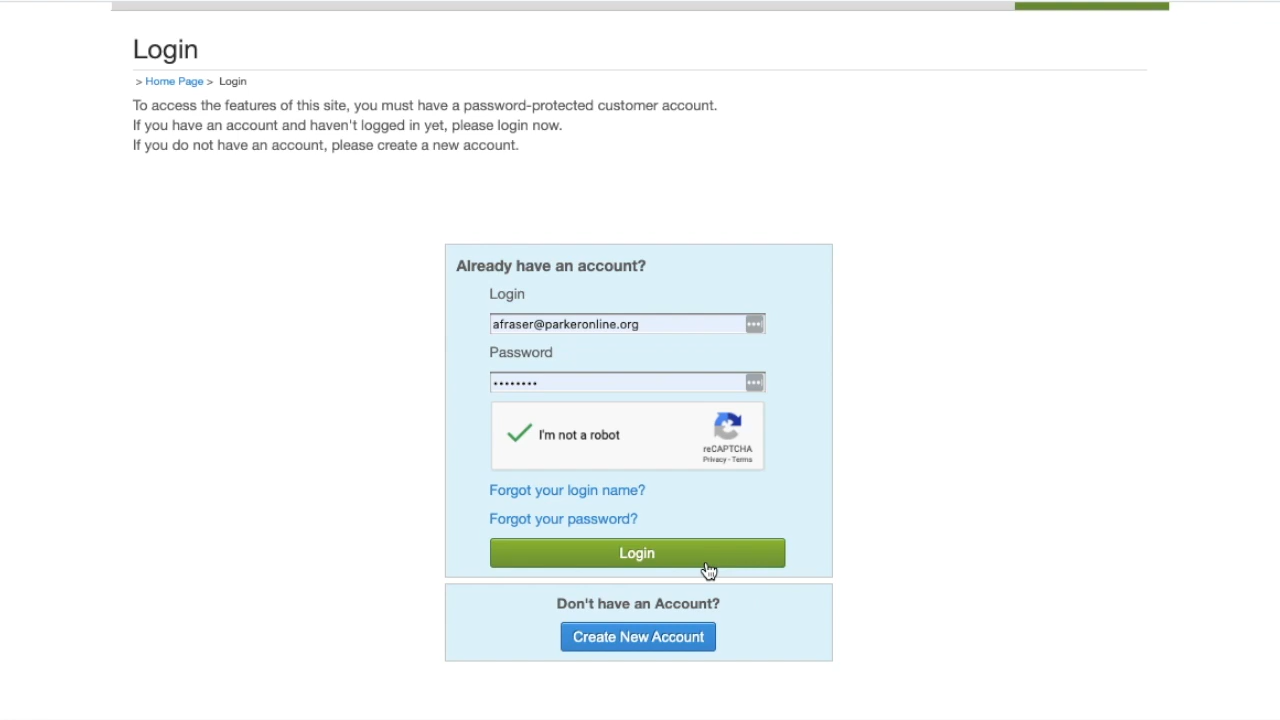 Login
> Home Page > Login
To access the features of this site, you must have a password-protected customer account.
If you have an account and haven't logged in yet, please login now.
If you do not have an account, please create a new account.
Already have an account?
Login
afraser@parkeronline.org
Password
••••••••
I'm not a robot
reCAPTCHA
Privacy - Terms
Forgot your login name?
Forgot your password?
Login
Don't have an Account?
Create New Account